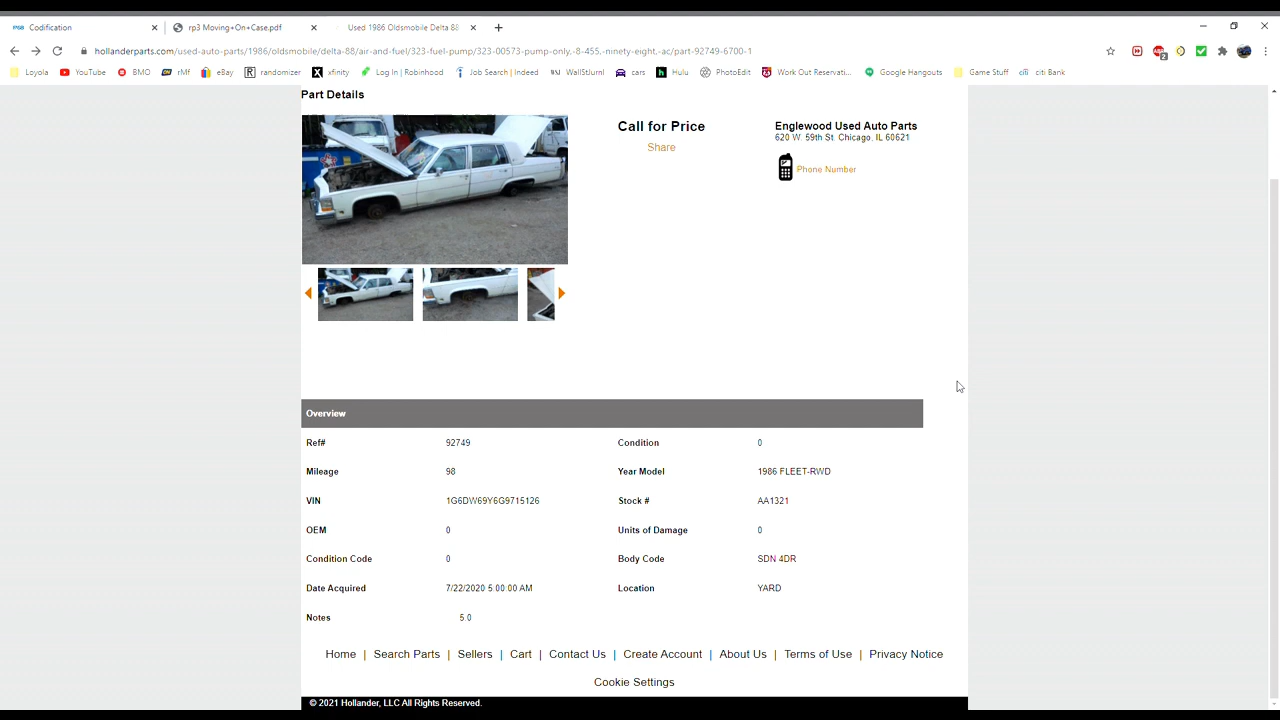 Codification
rp3 Moving+On+Case.pdf
Used 1986 Oldsmobile Delta 88
hollanderparts.com/used-auto-parts/1986/oldsmobile/delta-88/air-and-fuel/323-fuel-pump/323-00573-pump-only,-8-455,-ninety-eight,-ac/part-92749-6700-1
Loyola YouTube BMO rMf eBy randomizer xfinity Log In | Robinhood Job Search | Indeed WallStJurnl cars Hulu PhotoEdit Work Out Reservati... Google Hangouts Game Stuff citi Bank
Part Details
Call for Price
Share
Englewood Used Auto Parts
620 W. 59th St. Chicago, IL 60621
Phone Number
Overview
Ref# 92749 Condition 0
Mileage 98 Year Model 1986 FLEET-RWD
VIN 1G6DW69Y6G9715126 Stock # AA1321
OEM 0 Units of Damage 0
Condition Code 0 Body Code SDN 4DR
Date Acquired 7/22/2020 5:00:00 AM Location YARD
Notes 5.0
Home | Search Parts | Sellers | Cart | Contact Us | Create Account | About Us | Terms of Use | Privacy Notice
Cookie Settings
© 2021 Hollander, LLC All Rights Reserved.